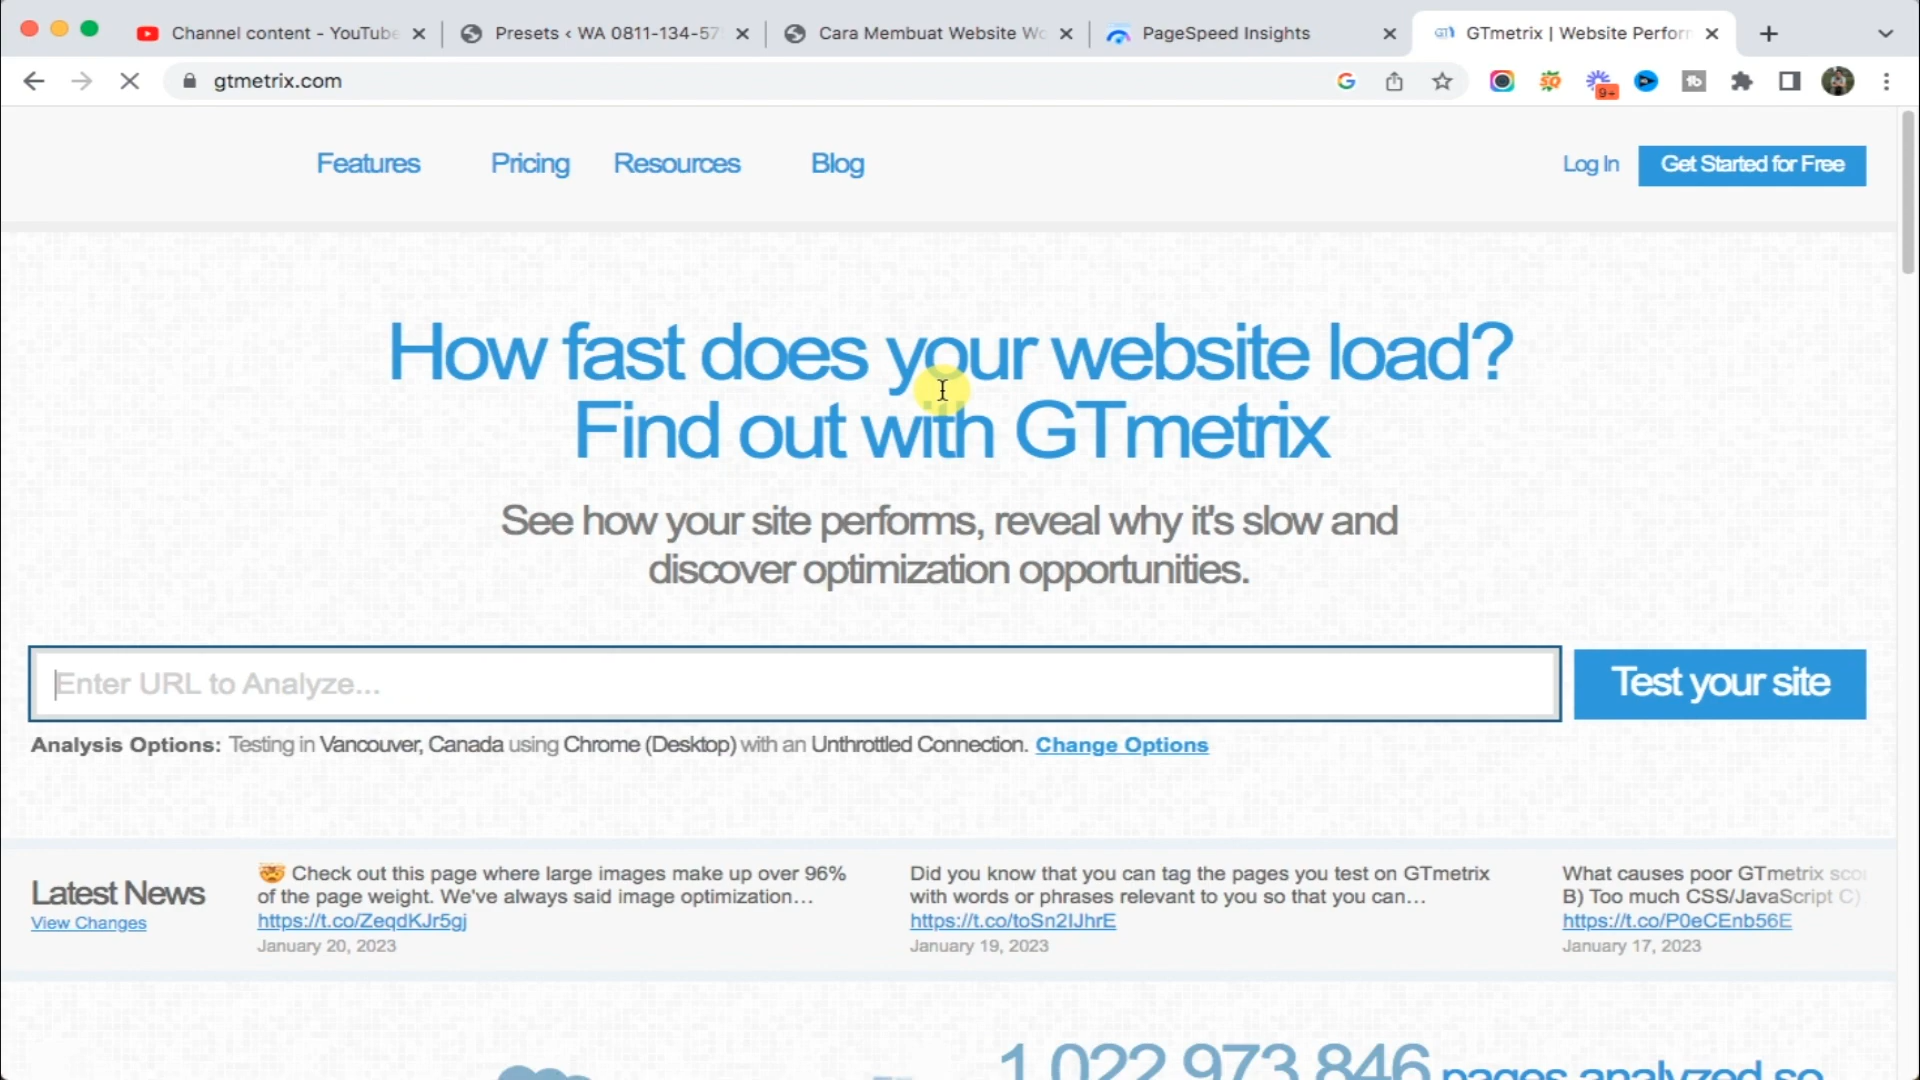 Channel content - YouTube
Presets ‹ WA 0811-134-57
Cara Membuat Website Wo
PageSpeed Insights
GTmetrix | Website Perfor
gtmetrix.com
9+
Features
Pricing
Resources
Blog
Log In
Get Started for Free
How fast does your website load?
Find out with GTmetrix
See how your site performs, reveal why it's slow and
discover optimization opportunities.
Enter URL to Analyze...
Test your site
Analysis Options: Testing in Vancouver, Canada using Chrome (Desktop) with an Unthrottled Connection. Change Options
Latest News
View Changes
🤯 Check out this page where large images make up over 96%
of the page weight. We've always said image optimization…
https://t.co/ZeqdKJr5gj
January 20, 2023
Did you know that you can tag the pages you test on GTmetrix
with words or phrases relevant to you so that you can…
https://t.co/toSn2IJhrE
January 19, 2023
What causes poor GTmetrix sco
B) Too much CSS/JavaScript C)
https://t.co/P0eCEnb56E
January 17, 2023
1,022,973,846 pages analyzed so